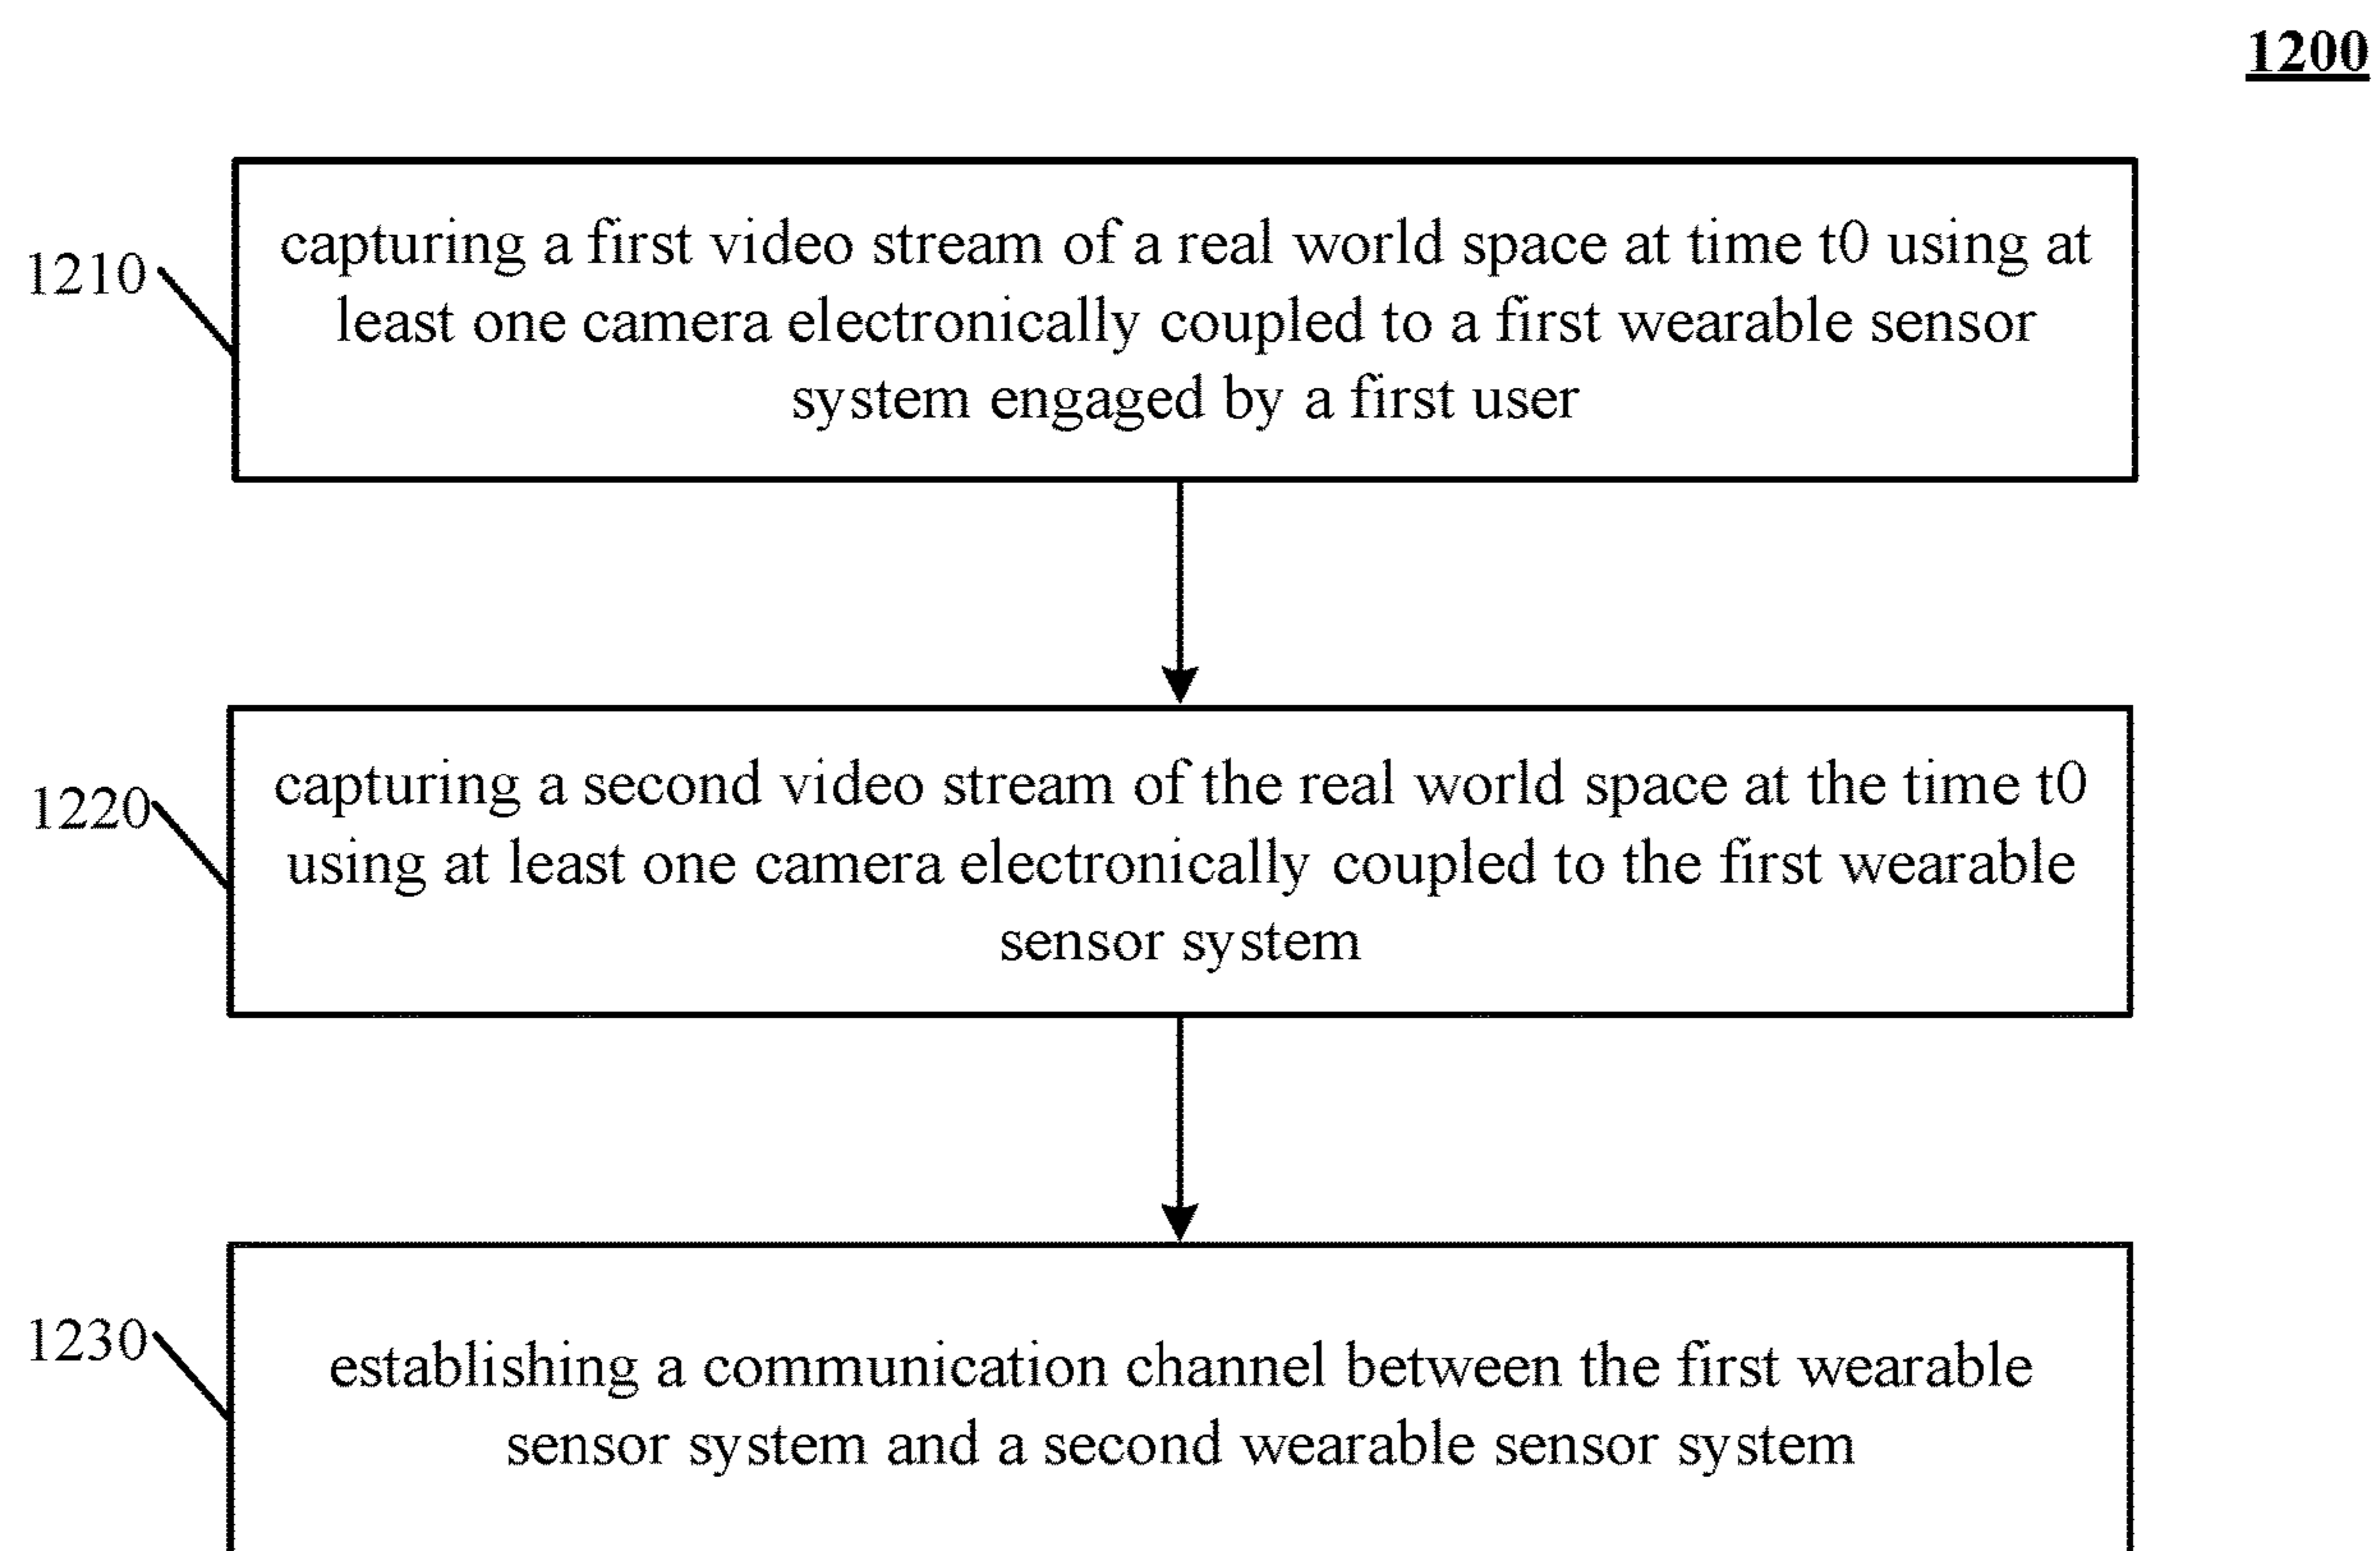 1200
1210
capturing a first video stream of a real world space at time t0 using at
least one camera electronically coupled to a first wearable sensor
system engaged by a first user
1220
capturing a second video stream of the real world space at the time t0
using at least one camera electronically coupled to the first wearable
sensor system
1230
establishing a communication channel between the first wearable
sensor system and a second wearable sensor system